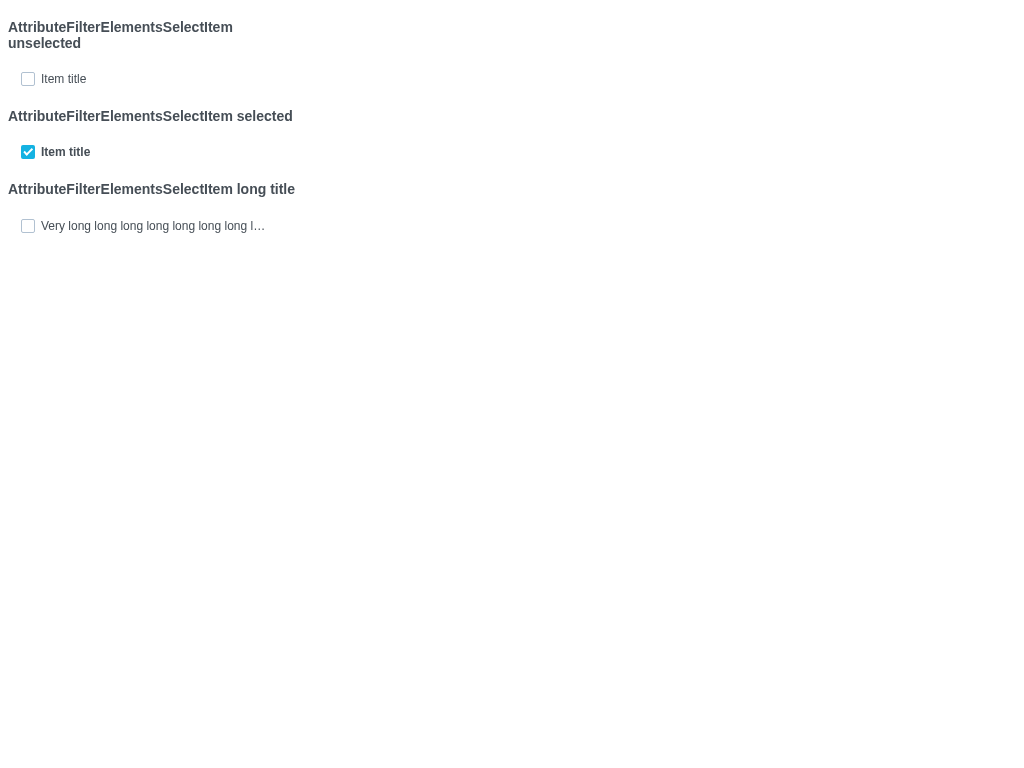 AttributeFilterElementsSelectItem
unselected
Item title
AttributeFilterElementsSelectItem selected
Item title
AttributeFilterElementsSelectItem long title
Very long long long long long long long l…